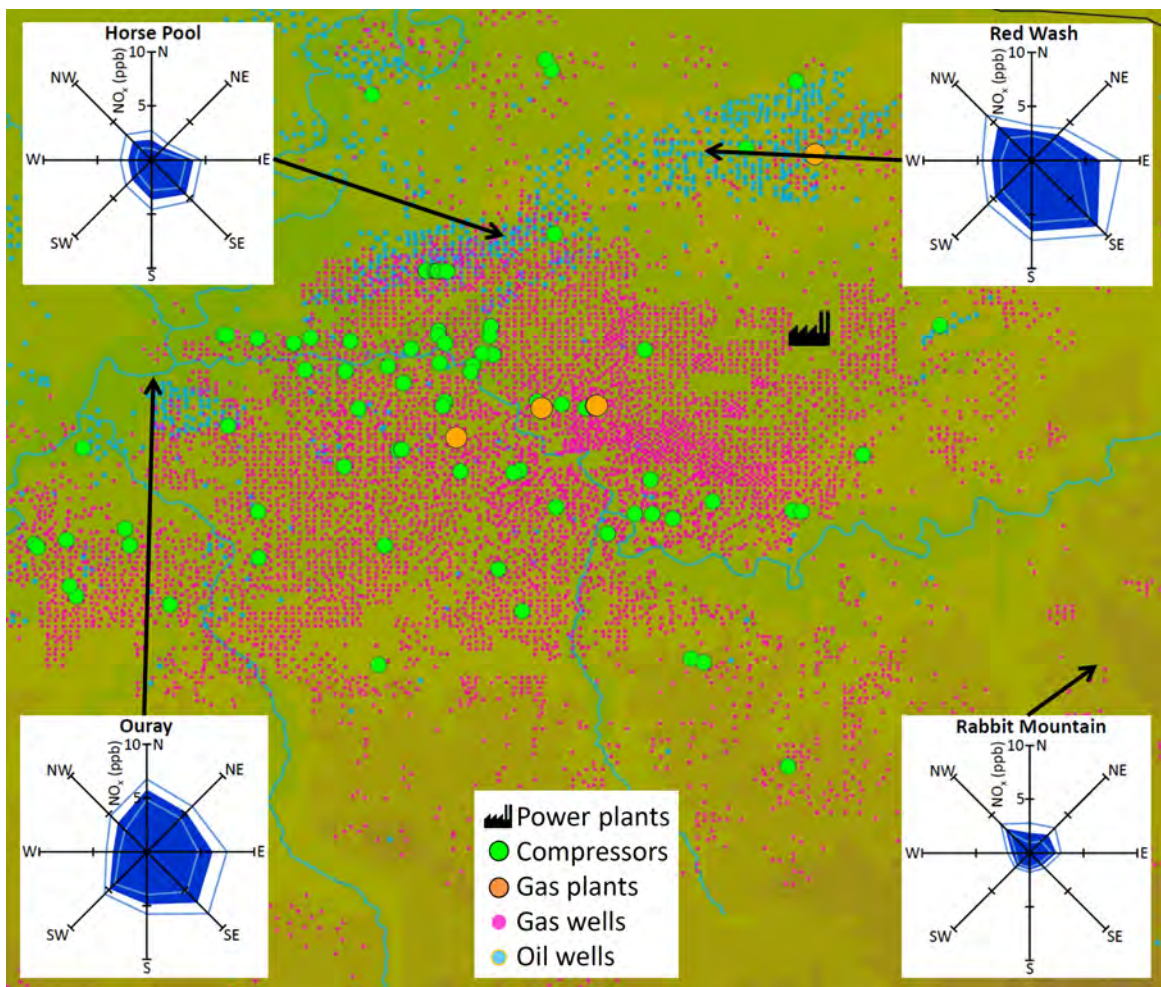 Horse Pool
10
N
NW
NE
NOx (ppb)
5
W
E
SW
SE
S
Red Wash
10
N
NW
NE
NOx (ppb)
5
W
E
SW
SE
S
Ouray
10
N
NW
NE
NOx (ppb)
5
W
E
SW
SE
S
Power plants
Compressors
Gas plants
Gas wells
Oil wells
Rabbit Mountain
10
N
NW
NE
NOx (ppb)
5
W
E
SW
SE
S